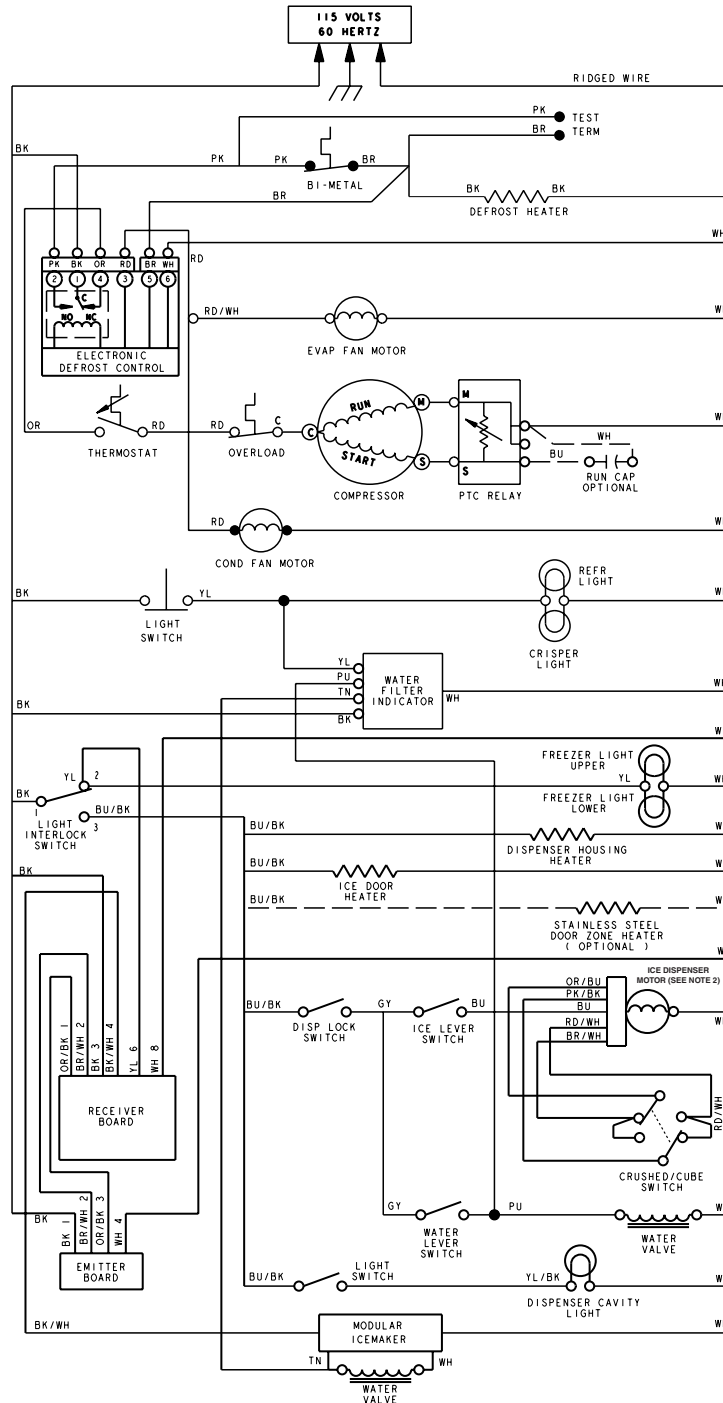 115 VOLTS
60 HERTZ
RIDGED WIRE
PK TEST
BR TERM
BK
PK PK BR
BI-METAL
BK BK
DEFROST HEATER
BR
WH
RD
PK BK OR RD BR WH
2 1 4 3 5 6
C
NO NC
RD/WH
EVAP FAN MOTOR
ELECTRONIC
DEFROST CONTROL
OR RD RD C C
THERMOSTAT
OVERLOAD
RUN
START
COMPRESSOR
M M
S S
PTC RELAY
WH
BU
RUN CAP
OPTIONAL
RD
COND FAN MOTOR
BK YL
LIGHT
SWITCH
REFR
LIGHT
CRISPER
LIGHT
YL
PU
TN
BK
WATER
FILTER
INDICATOR
WH
BK
YL 2
BK
1
3
BU/BK
LIGHT
INTERLOCK
SWITCH
FREEZER LIGHT
UPPER
YL
FREEZER LIGHT
LOWER
BU/BK
DISPENSER HOUSING
HEATER
BU/BK
ICE DOOR
HEATER
BK
BU/BK
STAINLESS STEEL
DOOR ZONE HEATER
( OPTIONAL )
ICE DISPENSER
MOTOR (SEE NOTE 2)
OR/BU
PK/BK
BU
RD/WH
BR/WH
BU/BK GY BU
DISP LOCK
SWITCH
ICE LEVER
SWITCH
OR/BK 1
BR/WH 2
BK 3
BK/WH 4
YL 6
WH 8
RECEIVER
BOARD
RD/WH
CRUSHED/CUBE
SWITCH
GY PU
WATER
LEVER
SWITCH
WATER
VALVE
BK
BK 1
BR/WH 2
OR/BK 3
WH 4
EMITTER
BOARD
BU/BK
LIGHT
SWITCH
YL/BK
DISPENSER CAVITY
LIGHT
BK/WH
MODULAR
ICEMAKER
TN WH
WATER
VALVE